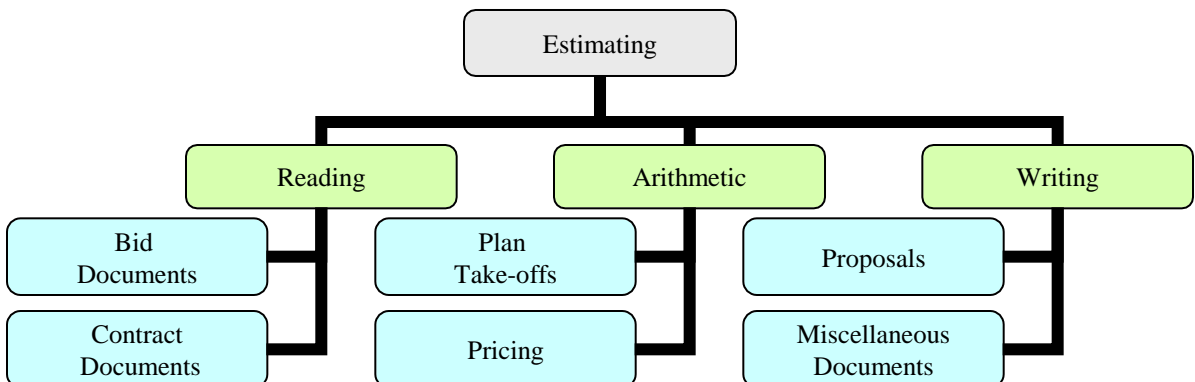 Estimating
Reading
Arithmetic
Writing
Bid
Documents
Plan
Take-offs
Proposals
Contract
Documents
Pricing
Miscellaneous
Documents